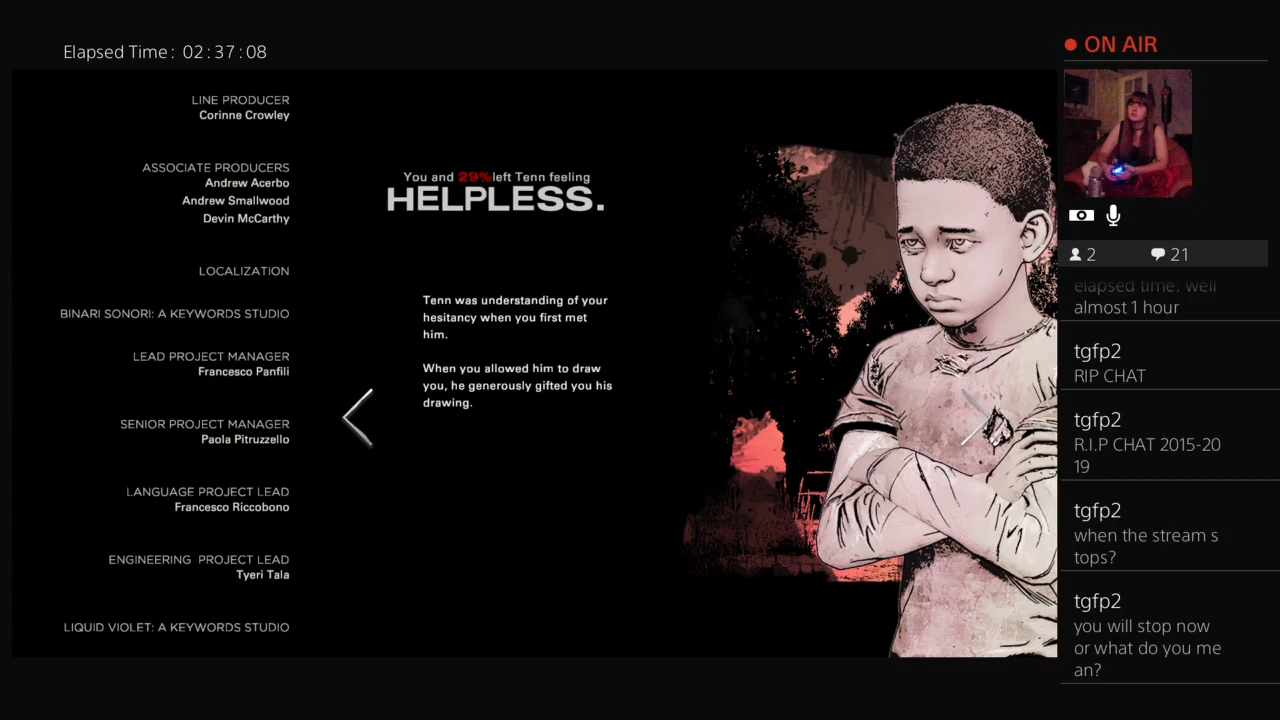 Elapsed Time: 02:37:08
ON AIR
LINE PRODUCER
Corinne Crowley
ASSOCIATE PRODUCERS
Andrew Acerbo
Andrew Smallwood
Devin McCarthy
LOCALIZATION
BINARI SONORI: A KEYWORDS STUDIO
LEAD PROJECT MANAGER
Francesco Panfili
SENIOR PROJECT MANAGER
Paola Pitruzzello
LANGUAGE PROJECT LEAD
Francesco Riccobono
ENGINEERING PROJECT LEAD
Tyeri Tala
LIQUID VIOLET: A KEYWORDS STUDIO
You and 29%left Tenn feeling
HELPLESS.
Tenn was understanding of your
hesitancy when you first met
him.
When you allowed him to draw
you, he generously gifted you his
drawing.
2 21
elapsed time: well
almost 1 hour
tgfp2
RIP CHAT
tgfp2
R.I.P CHAT 2015-20
19
tgfp2
when the stream s
tops?
tgfp2
you will stop now
or what do you me
an?